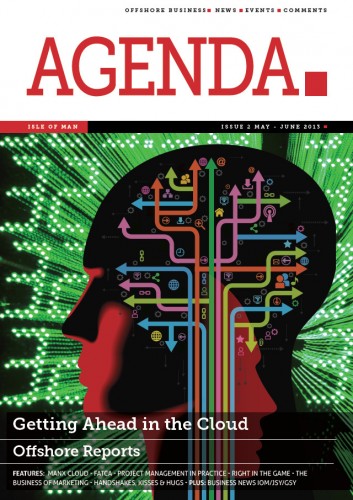 OFFSHORE BUSINESS■ NEWS ■ EVENTS ■ COMMENTS
AGENDA.
ISLE OF MAN
ISSUE 2 MAY - JUNE 2013 ■
Getting Ahead in the Cloud
Offshore Reports
FEATURES: MANX CLOUD • FATCA • PROJECT MANAGEMENT IN PRACTICE • RIGHT IN THE GAME • THE
BUSINESS OF MARKETING • HANDSHAKES, KISSES & HUGS • PLUS: BUSINESS NEWS IOM/JSY/GSY